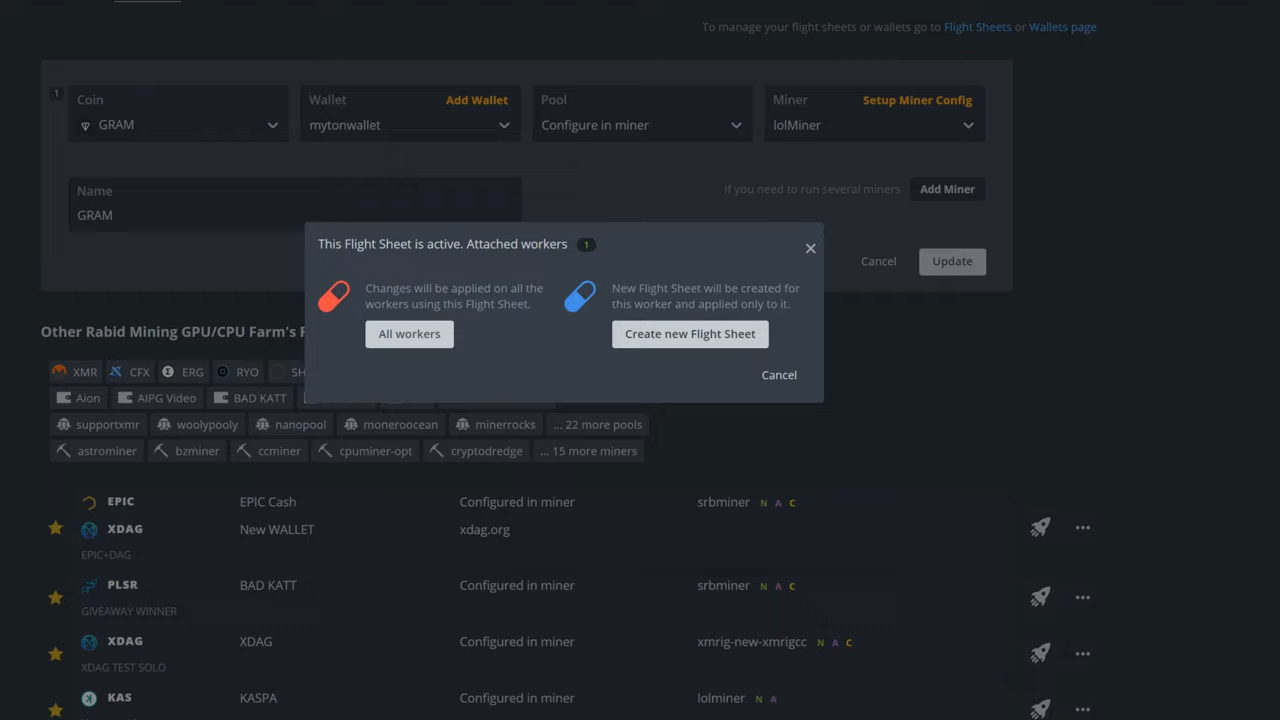 To manage your flight sheets or wallets go to Flight Sheets or Wallets page
1
Coin
GRAM
Wallet Add Wallet
mytonwallet
Pool
Configure in miner
Miner Setup Miner Config
lolMiner
Name
GRAM
If you need to run several miners Add Miner
Cancel Update
This Flight Sheet is active. Attached workers 1
Changes will be applied on all the
workers using this Flight Sheet.
All workers
New Flight Sheet will be created for
this worker and applied only to it.
Create new Flight Sheet
Cancel
Other Rabid Mining GPU/CPU Farm's
XMR CFX ERG RYO
Aion AIPG Video BAD KATT
supportxmr woolypooly nanopool moneroocean minerrocks ... 22 more pools
astrominer bzminer ccminer cpuminer-opt cryptodredge ... 15 more miners
EPIC EPIC Cash Configured in miner srbminer N A C
XDAG New WALLET xdag.org
EPIC+DAG
PLSR BAD KATT Configured in miner srbminer N A C
GIVEAWAY WINNER
XDAG XDAG Configured in miner xmrig-new-xmrigcc N A C
XDAG TEST SOLO
KAS KASPA Configured in miner lolminer N A